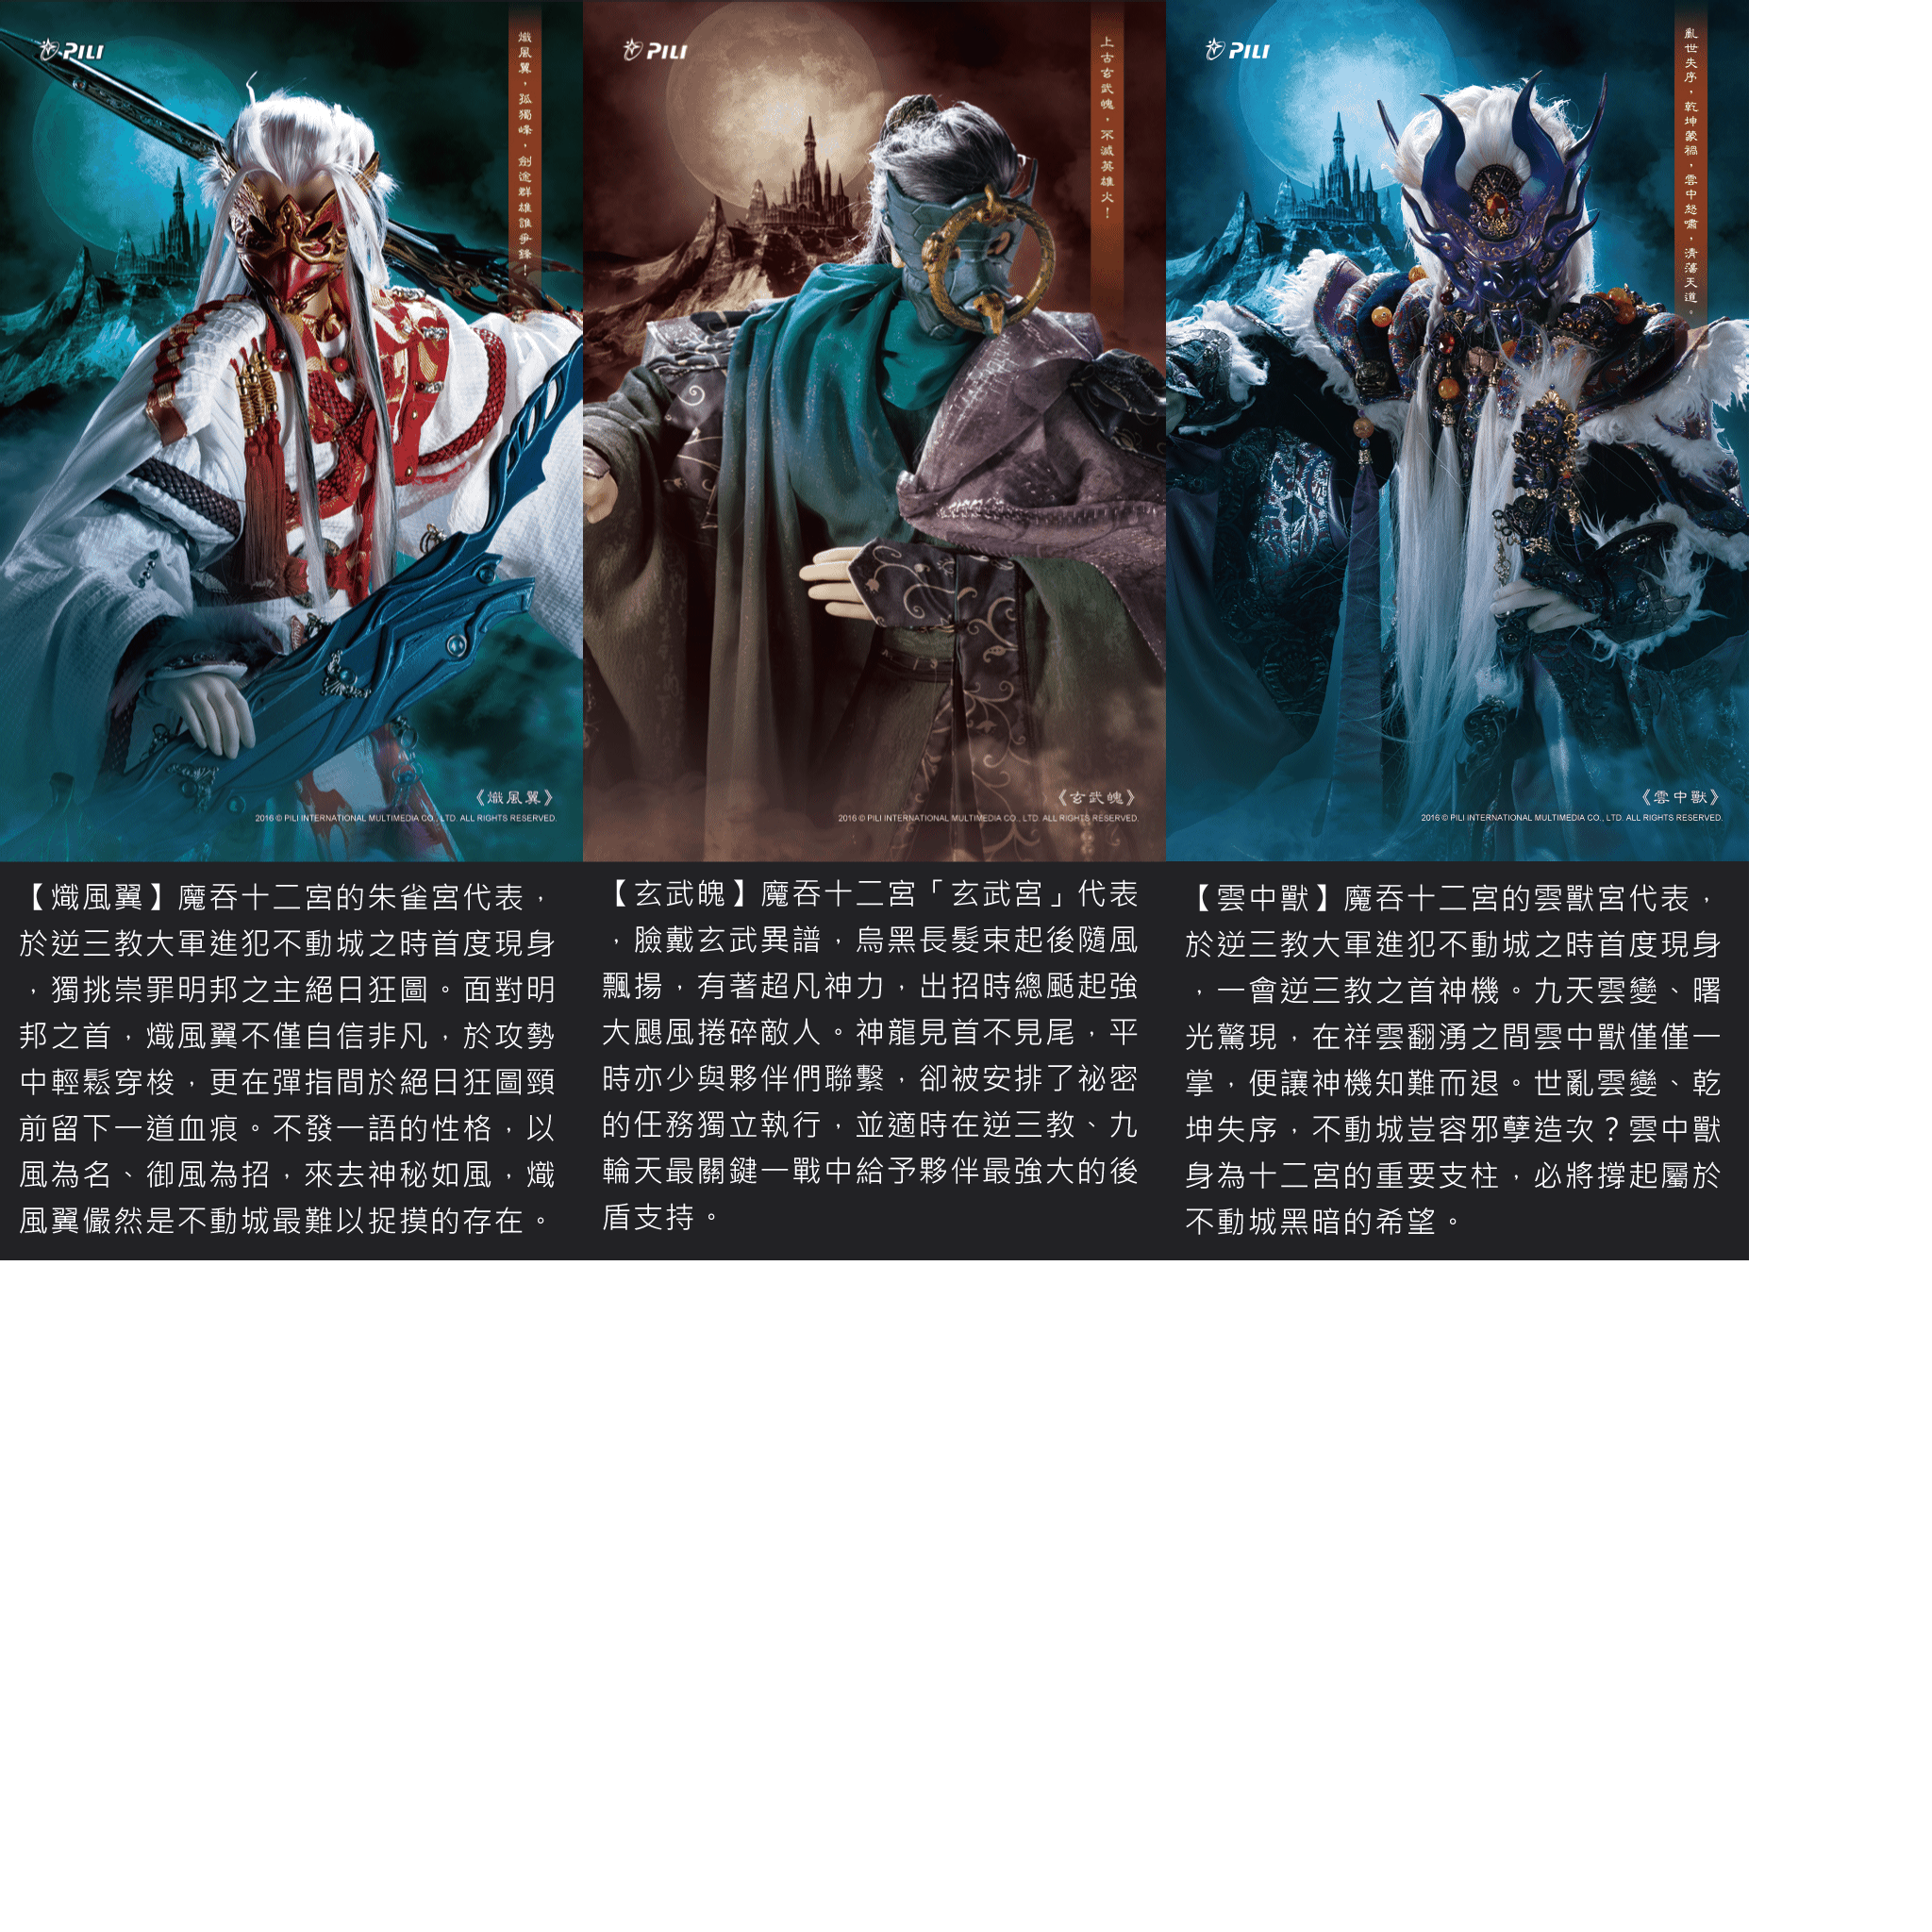 PILI
熾風翼，孤獨峰，劍途群雄誰爭鋒！
《熾風翼》
2016 © PILI INTERNATIONAL MULTIMEDIA CO., LTD. ALL RIGHTS RESERVED.
【熾風翼】魔吞十二宮的朱雀宮代表，
於逆三教大軍進犯不動城之時首度現身
，獨挑崇罪明邦之主絕日狂圖。面對明
邦之首，熾風翼不僅自信非凡，於攻勢
中輕鬆穿梭，更在彈指間於絕日狂圖頸
前留下一道血痕。不發一語的性格，以
風為名、御風為招，來去神秘如風，熾
風翼儼然是不動城最難以捉摸的存在。
PILI
上古玄武魄，不滅英雄火！
《玄武魄》
2016 © PILI INTERNATIONAL MULTIMEDIA CO., LTD. ALL RIGHTS RESERVED.
【玄武魄】魔吞十二宮「玄武宮」代表
，臉戴玄武異譜，烏黑長髮束起後隨風
飄揚，有著超凡神力，出招時總颳起強
大颶風捲碎敵人。神龍見首不見尾，平
時亦少與夥伴們聯繫，卻被安排了祕密
的任務獨立執行，並適時在逆三教、九
輪天最關鍵一戰中給予夥伴最強大的後
盾支持。
PILI
亂世失序，乾坤蒙禍，雲中怒嘯，清蕩天道。
《雲中獸》
2016 © PILI INTERNATIONAL MULTIMEDIA CO., LTD. ALL RIGHTS RESERVED.
【雲中獸】魔吞十二宮的雲獸宮代表，
於逆三教大軍進犯不動城之時首度現身
，一會逆三教之首神機。九天雲變、曙
光驚現，在祥雲翻湧之間雲中獸僅僅一
掌，便讓神機知難而退。世亂雲變、乾
坤失序，不動城豈容邪孽造次？雲中獸
身為十二宮的重要支柱，必將撐起屬於
不動城黑暗的希望。